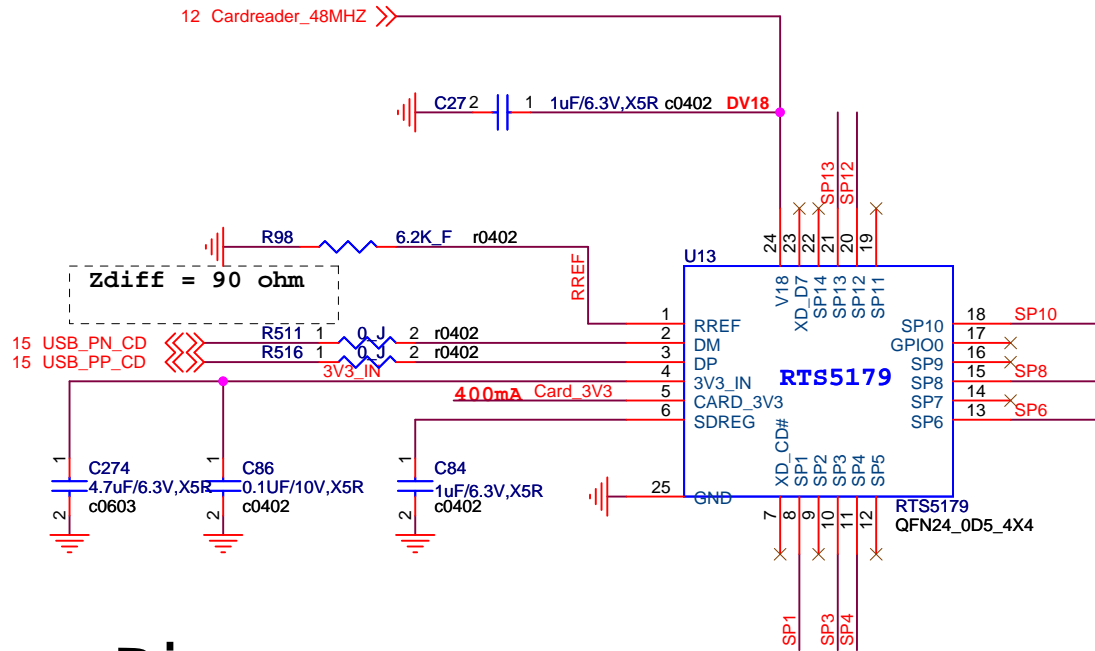 12 Cardreader_48MHZ
C27 2 1 1uF/6.3V,X5R c0402 DV18
SP13
SP12
R98 6.2K_F r0402
Zdiff = 90 ohm
RREF
24
23
22
21
20
19
U13
V18
XD_D7
SP14
SP13
SP12
SP11
1 RREF
15 USB_PN_CD R511 1 0_J 2 r0402 2 DM
15 USB_PP_CD R516 1 0_J 2 r0402 3 DP
3V3_IN 4 3V3_IN
400mA Card_3V3 5 CARD_3V3
6 SDREG
RTS5179
SP10 18 SP10
GPIO0 17
SP9 16
SP8 15 SP8
SP7 14
SP6 13 SP6
1 C274 4.7uF/6.3V,X5R c0603 2
1 C86 0.1UF/10V,X5R c0402 2
1 C84 1uF/6.3V,X5R c0402 2
25 GND
XD_CD#
SP1
SP2
SP3
SP4
SP5
7
8
9
10
11
12
RTS5179
QFN24_0D5_4X4
SP1
SP3
SP4